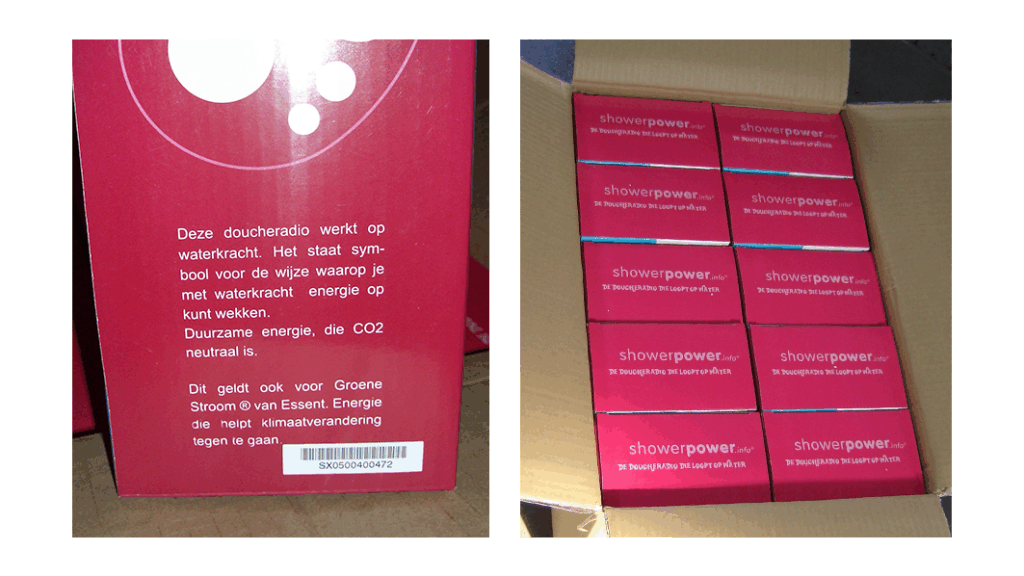 Deze doucheradio werkt op
waterkracht. Het staat sym-
bool voor de wijze waarop je
met waterkracht energie op
kunt wekken.
Duurzame energie, die CO2
neutraal is.
Dit geldt ook voor Groene
Stroom ® van Essent. Energie
die helpt klimaatverandering
tegen te gaan.
SX0500400472
showerpower.info®
DE DOUCHERADIO DIE LOOPT OP WATER
showerpower.info®
DE DOUCHERADIO DIE LOOPT OP WATER
showerpower.info®
DE DOUCHERADIO DIE LOOPT OP WATER
showerpower.info®
DE DOUCHERADIO DIE LOOPT OP WATER
showerpower.info®
DE DOUCHERADIO DIE LOOPT OP WATER
showerpower.info®
DE DOUCHERADIO DIE LOOPT OP WATER
showerpower.info®
DE DOUCHERADIO DIE LOOPT OP WATER
showerpower.info®
DE DOUCHERADIO DIE LOOPT OP WATER
showerpower.info®
DE DOUCHERADIO DIE LOOPT OP WATER
showerpower.info®
DE DOUCHERADIO DIE LOOPT OP WATER